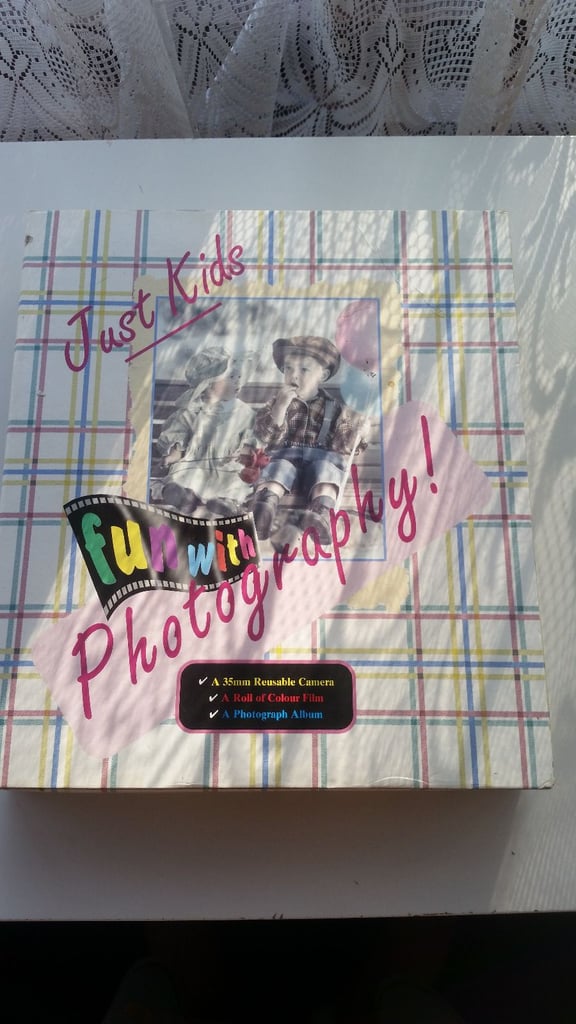 Just Kids
fun with
Photography!
✓ A 35mm Reusable Camera
✓ A Roll of Colour Film
✓ A Photograph Album